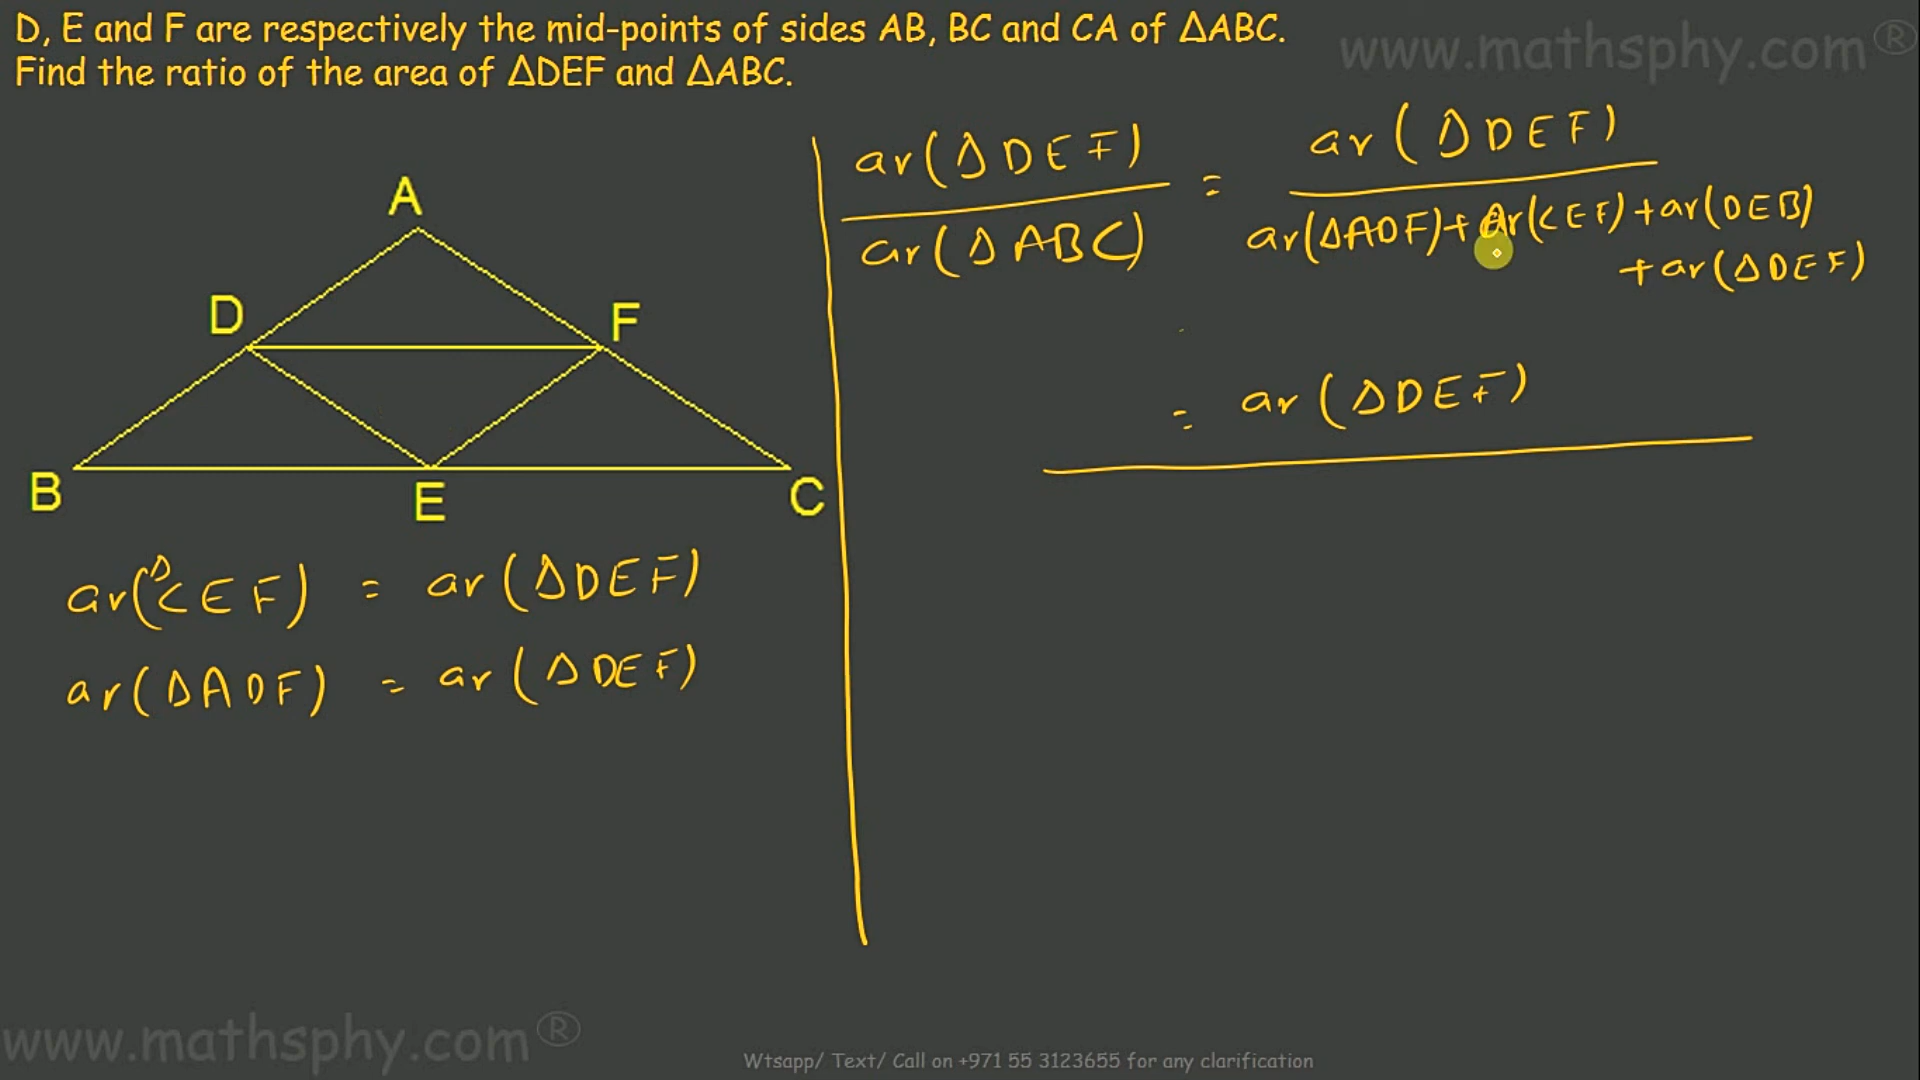 D, E and F are respectively the mid-points of sides AB, BC and CA of ΔABC.
Find the ratio of the area of ΔDEF and ΔABC.
www.mathsphy.com®
A
D
F
B
E
C
ar(ΔCEF) = ar(ΔDEF)
ar(ΔADF) = ar(ΔDEF)
ar(ΔDEF) = ar(ΔDEF)
ar(ΔABC) ar(ΔADF)+ar(CEF)+ar(DEB)
+ar(ΔDEF)
= ar(ΔDEF)
www.mathsphy.com®
Wtsapp/ Text/ Call on +971 55 3123655 for any clarification